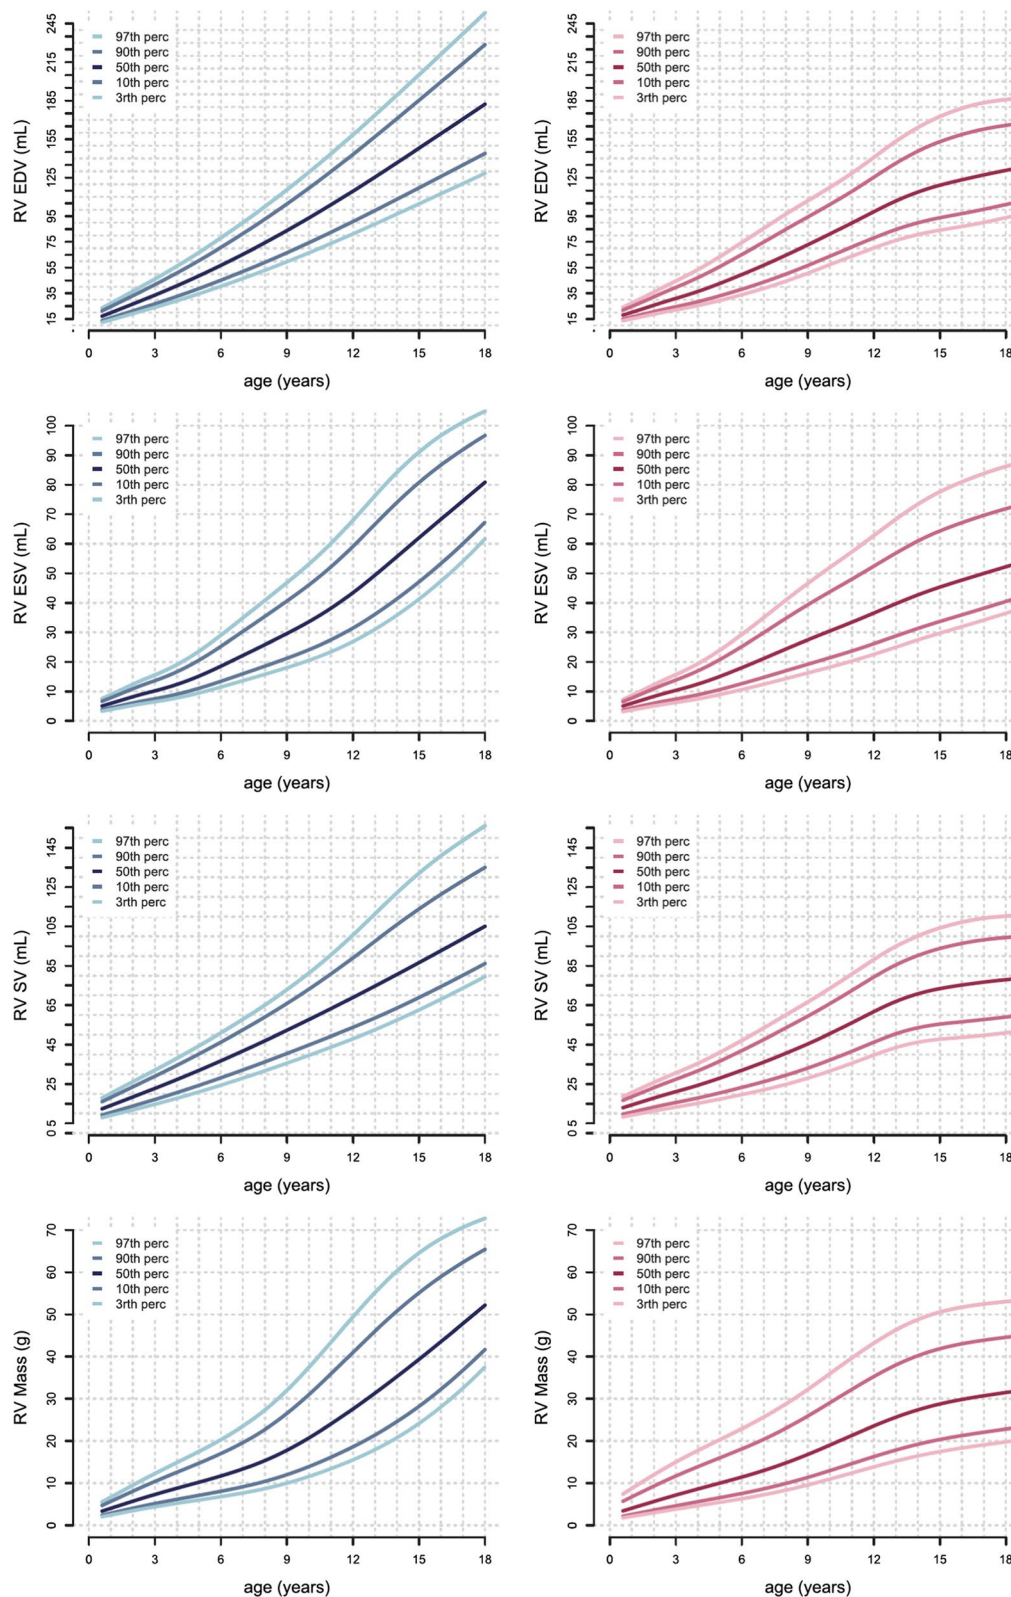 245
215
185
155
125
95
75
55
35
15
RV EDV (mL)
97th perc
90th perc
50th perc
10th perc
3rth perc
0 3 6 9 12 15 18
age (years)
245
215
185
155
125
95
75
55
35
15
RV EDV (mL)
97th perc
90th perc
50th perc
10th perc
3rth perc
0 3 6 9 12 15 18
age (years)
100
90
80
70
60
50
40
30
20
10
0
RV ESV (mL)
97th perc
90th perc
50th perc
10th perc
3rth perc
0 3 6 9 12 15 18
age (years)
100
90
80
70
60
50
40
30
20
10
0
RV ESV (mL)
97th perc
90th perc
50th perc
10th perc
3rth perc
0 3 6 9 12 15 18
age (years)
145
125
105
85
65
45
25
0 5
RV SV (mL)
97th perc
90th perc
50th perc
10th perc
3rth perc
0 3 6 9 12 15 18
age (years)
145
125
105
85
65
45
25
0 5
RV SV (mL)
97th perc
90th perc
50th perc
10th perc
3rth perc
0 3 6 9 12 15 18
age (years)
70
60
50
40
30
20
10
0
RV Mass (g)
97th perc
90th perc
50th perc
10th perc
3rth perc
0 3 6 9 12 15 18
age (years)
70
60
50
40
30
20
10
0
RV Mass (g)
97th perc
90th perc
50th perc
10th perc
3rth perc
0 3 6 9 12 15 18
age (years)